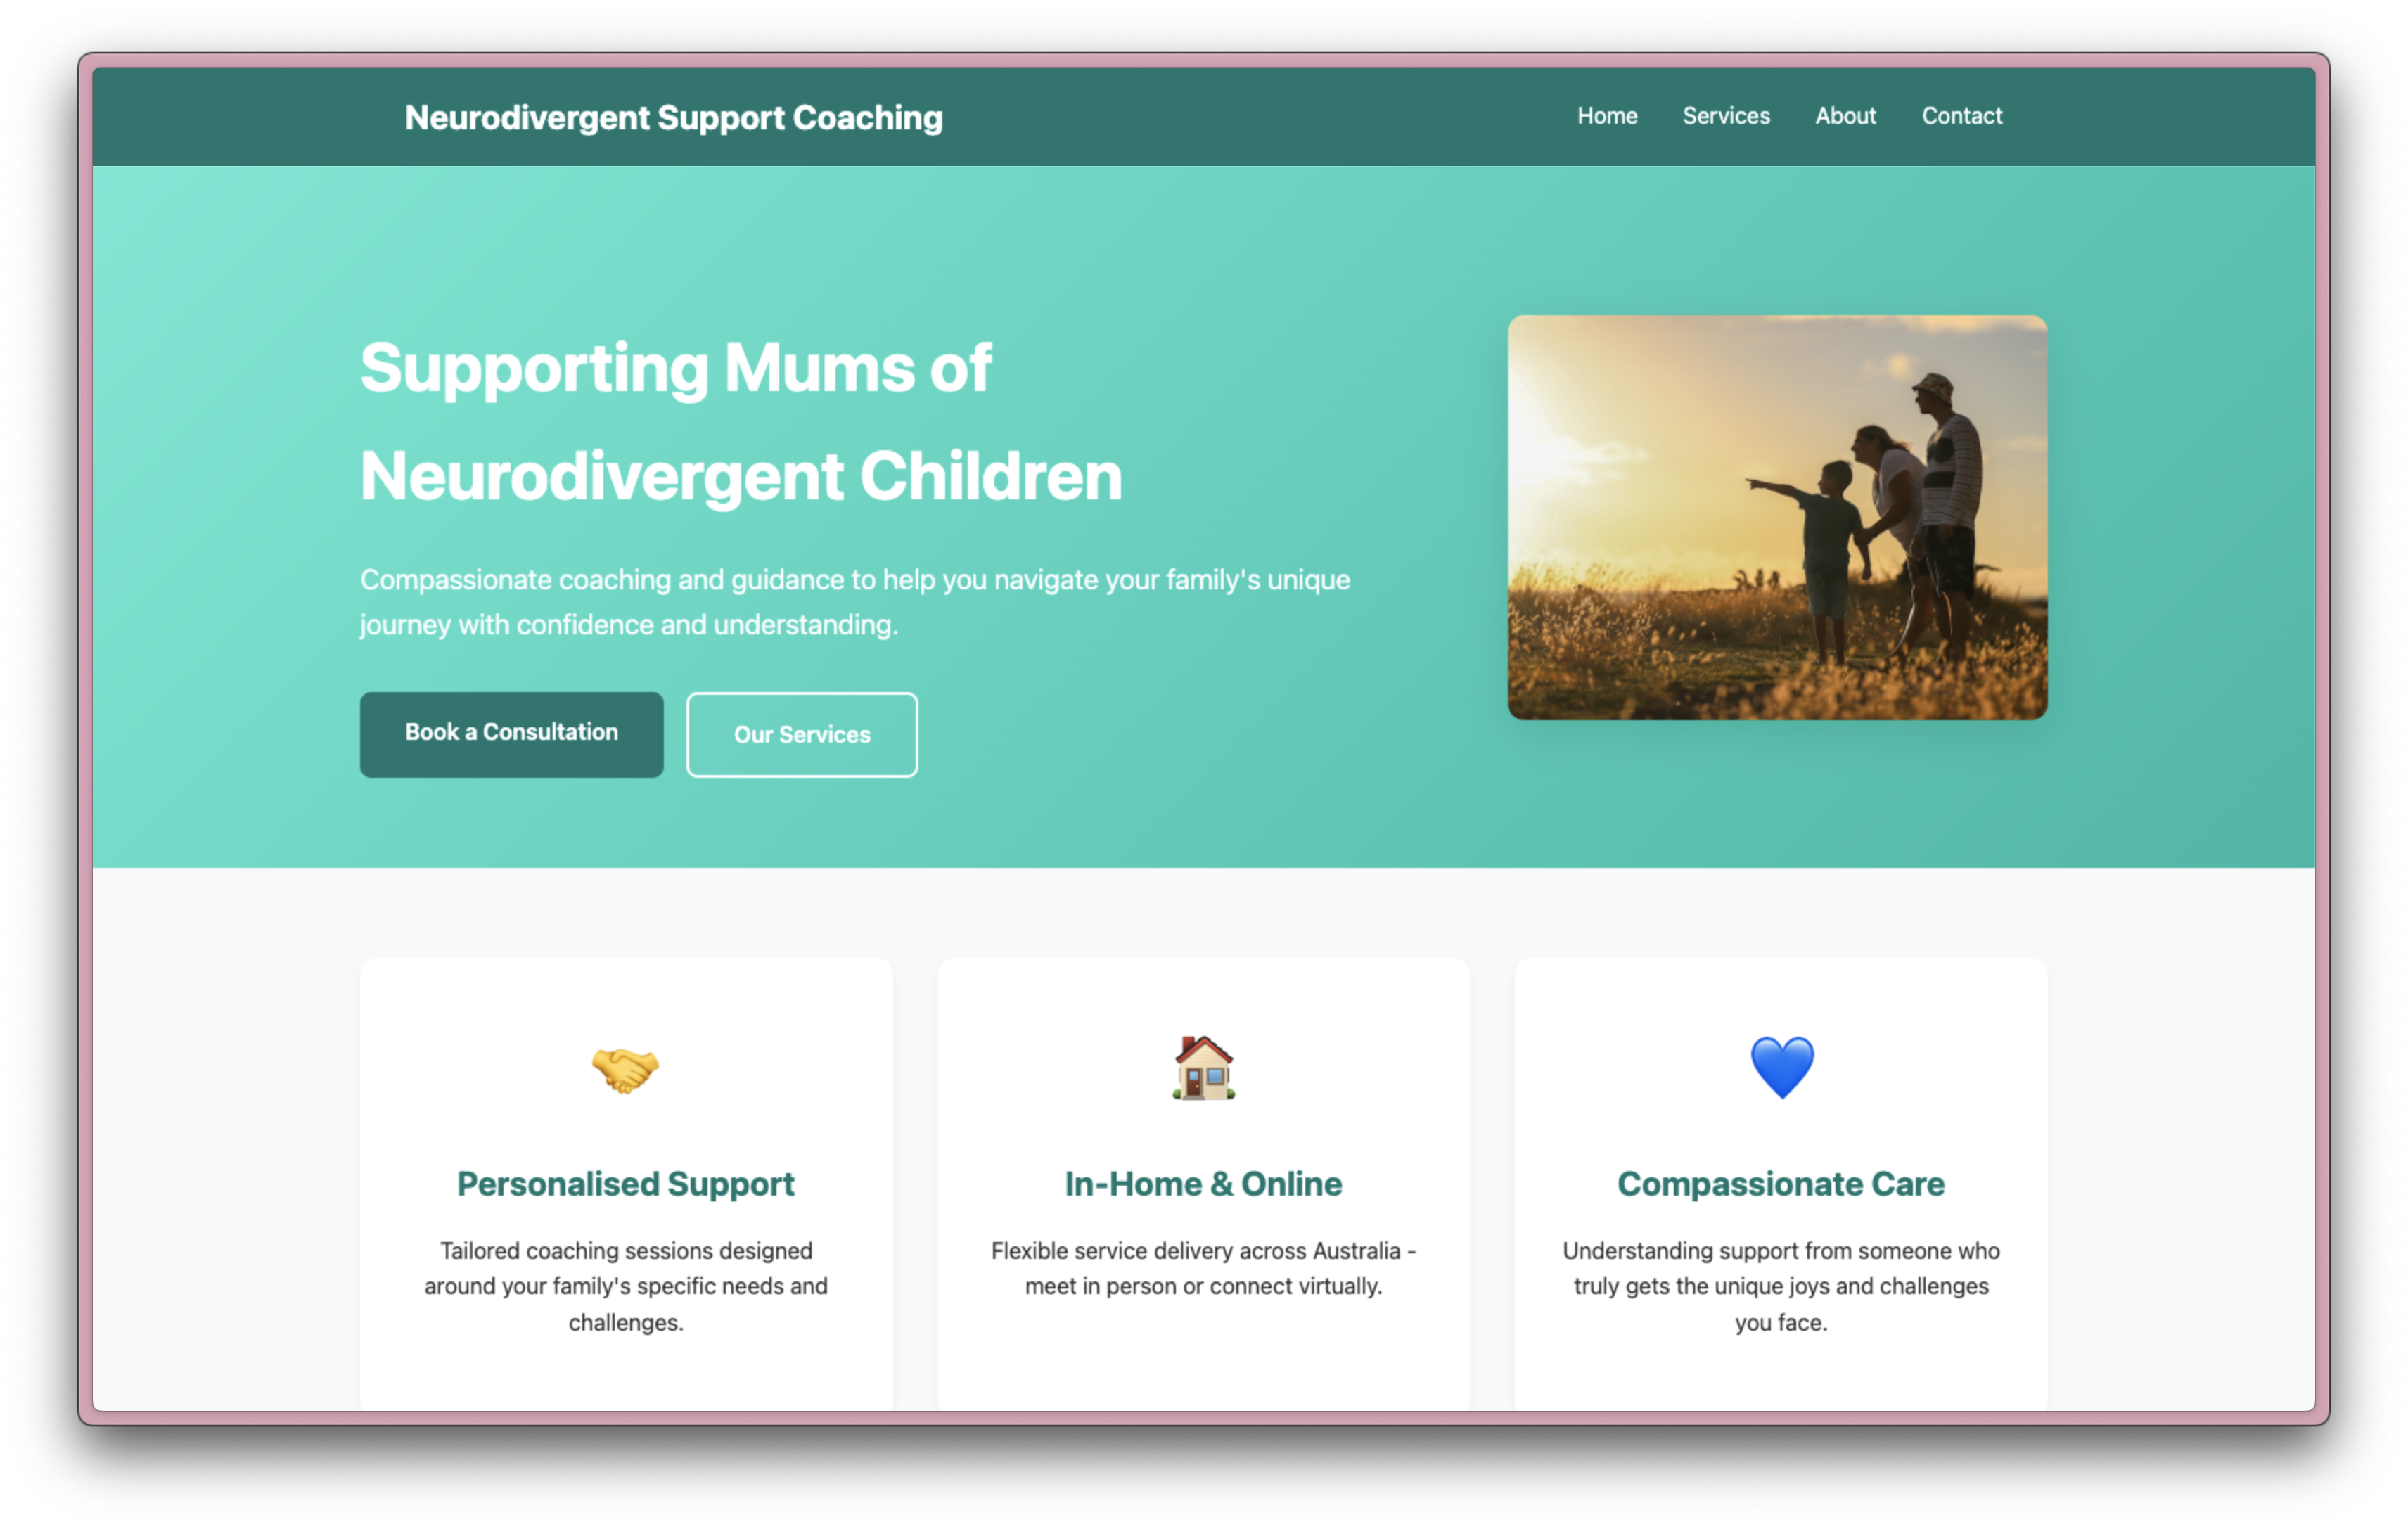 Neurodivergent Support Coaching
Home Services About Contact
Supporting Mums of
Neurodivergent Children
Compassionate coaching and guidance to help you navigate your family's unique
journey with confidence and understanding.
Book a Consultation
Our Services
Personalised Support
Tailored coaching sessions designed
around your family's specific needs and
challenges.
In-Home & Online
Flexible service delivery across Australia -
meet in person or connect virtually.
Compassionate Care
Understanding support from someone who
truly gets the unique joys and challenges
you face.